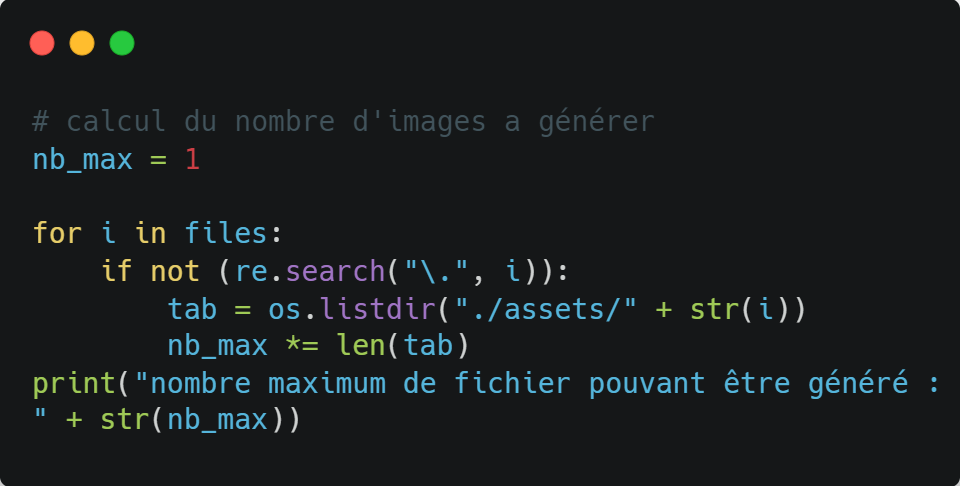 # calcul du nombre d'images a générer
nb_max = 1
for i in files:
    if not (re.search("\.", i)):
        tab = os.listdir("./assets/" + str(i))
        nb_max *= len(tab)
print("nombre maximum de fichier pouvant être généré :
" + str(nb_max))